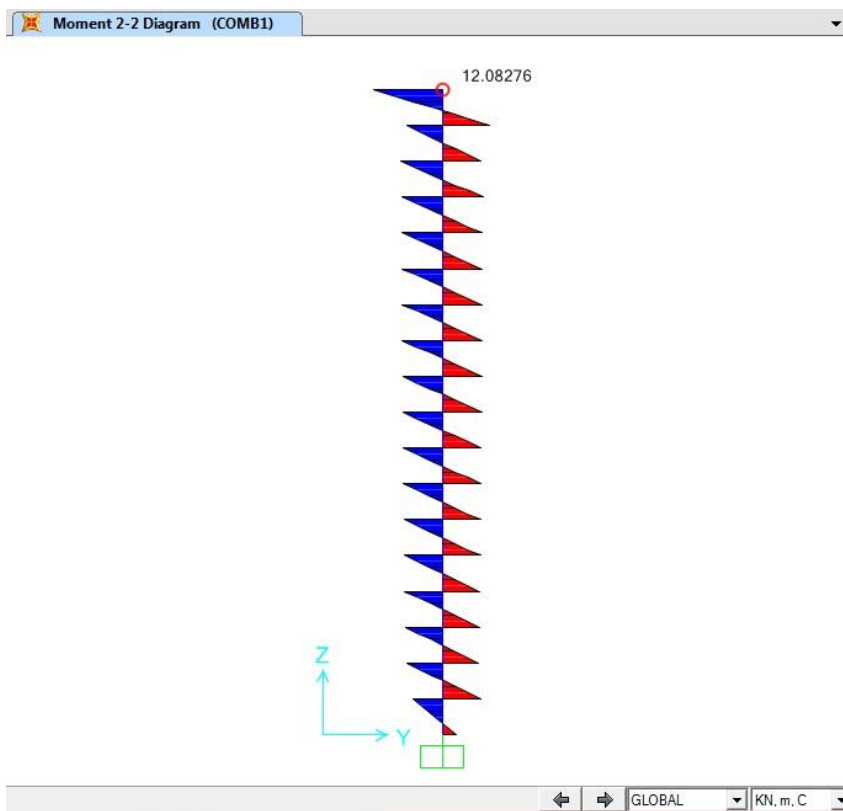 Moment 2-2 Diagram (COMB1)
12.08276
Z
Y
GLOBAL
KN, m, C